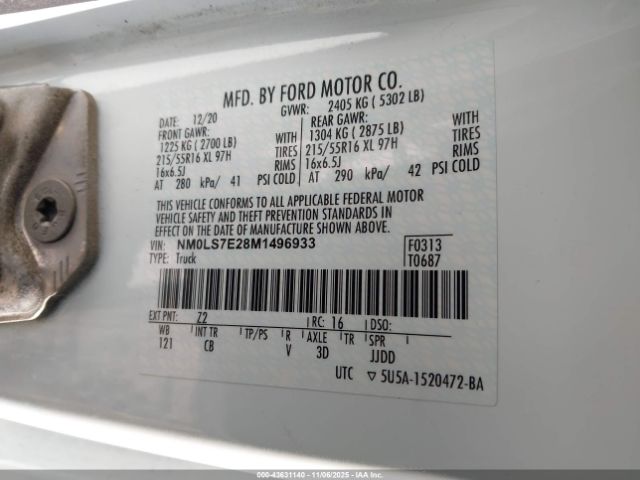 MFD. BY FORD MOTOR CO.
DATE: 12/20 GVWR: 2405 KG ( 5302 LB)
FRONT GAWR: REAR GAWR:
1225 KG ( 2700 LB) WITH 1304 KG ( 2875 LB) WITH
215/55R16 XL 97H TIRES 215/55R16 XL 97H TIRES
16x6.5J RIMS 16x6.5J RIMS
AT 280 kPa/ 41 PSI COLD AT 290 kPa/ 42 PSI COLD
THIS VEHICLE CONFORMS TO ALL APPLICABLE FEDERAL MOTOR
VEHICLE SAFETY AND THEFT PREVENTION STANDARDS IN
EFFECT ON THE DATE OF MANUFACTURE SHOWN ABOVE.
VIN: NM0LS7E28M1496933 F0313
TYPE: Truck T0687
EXT PNT: Z2 RC: 16 DSO:
WB INT TR TP/PS R AXLE TR SPR
121 CB V 3D JJDD
UTC ▽ 5U5A-1520472-BA
000-43631140 - 11/06/2025 - IAA Inc.